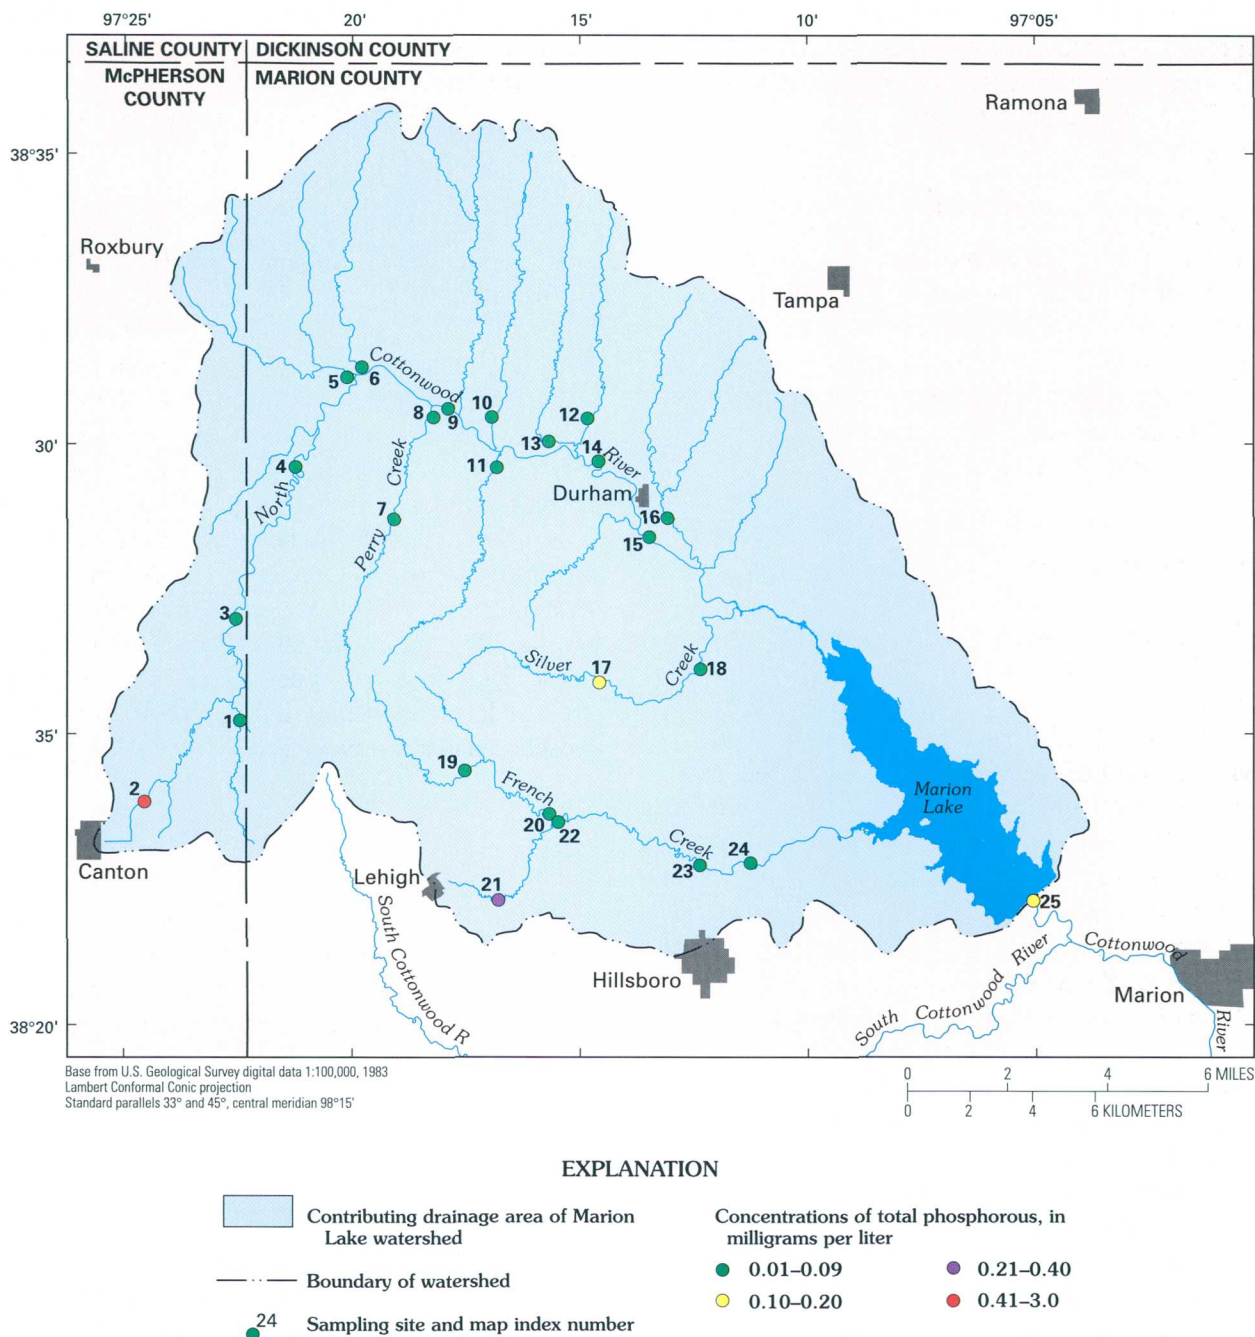 97°25' 20' 15' 10' 97°05'
SALINE COUNTY DICKINSON COUNTY
McPHERSON MARION COUNTY
COUNTY
Ramona
38°35'
Roxbury
Tampa
Cottonwood
5 6
8 9 10 12
13 14
30'
4 11 River
North Creek Durham
7 16
Perry 15
3
Silver 17 Creek 18
1
35'
19
2 French Marion
Lake
20 22
Creek 24
Canton 23
Lehigh 21
25
South Cottonwood R
River Cottonwood
Hillsboro
South Cottonwood
Marion
River
38°20'
Base from U.S. Geological Survey digital data 1:100,000, 1983
Lambert Conformal Conic projection
Standard parallels 33° and 45°, central meridian 98°15'
0 2 4 6 MILES
0 2 4 6 KILOMETERS
EXPLANATION
Contributing drainage area of Marion
Lake watershed
Boundary of watershed
24 Sampling site and map index number
Concentrations of total phosphorous, in
milligrams per liter
0.01–0.09
0.10–0.20
0.21–0.40
0.41–3.0